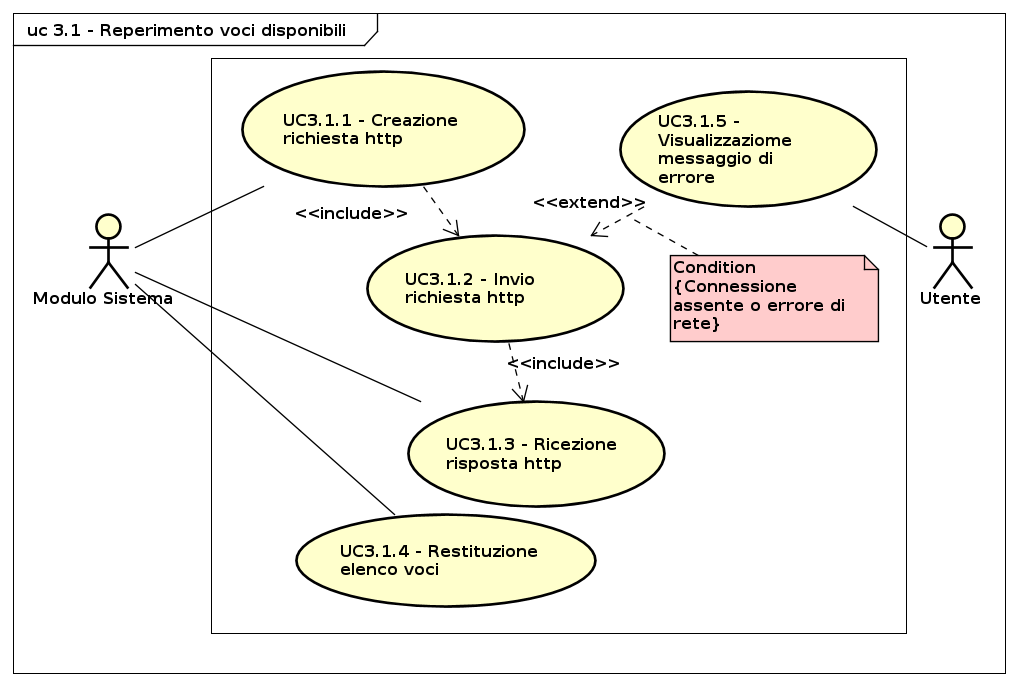 uc 3.1 - Reperimento voci disponibili
UC3.1.1 - Creazione
richiesta http
UC3.1.5 -
Visualizzaziome
messaggio di
errore
<<include>>
<<extend>>
UC3.1.2 - Invio
richiesta http
Condition
{Connessione
assente o errore di
rete}
Modulo Sistema
Utente
<<include>>
UC3.1.3 - Ricezione
risposta http
UC3.1.4 - Restituzione
elenco voci